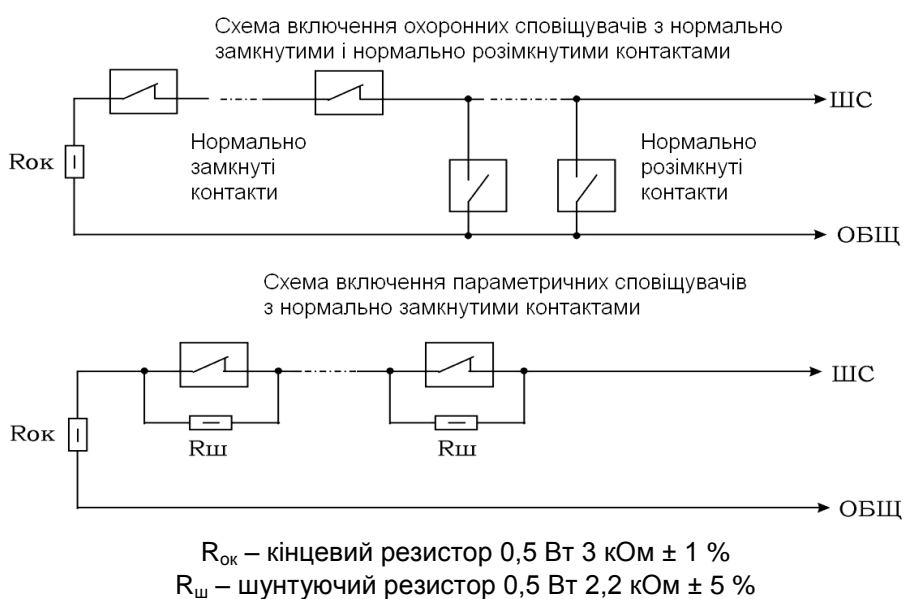 Схема включення охоронних сповіщувачів з нормально
замкнутими і нормально розімкнутими контактами
ШС
Rок
Нормально
замкнуті
контакти
Нормально
розімкнуті
контакти
ОБЩ
Схема включення параметричних сповіщувачів
з нормально замкнутими контактами
ШС
Rок
Rш
Rш
ОБЩ
Rок – кінцевий резистор 0,5 Вт 3 кОм ± 1 %
Rш – шунтуючий резистор 0,5 Вт 2,2 кОм ± 5 %